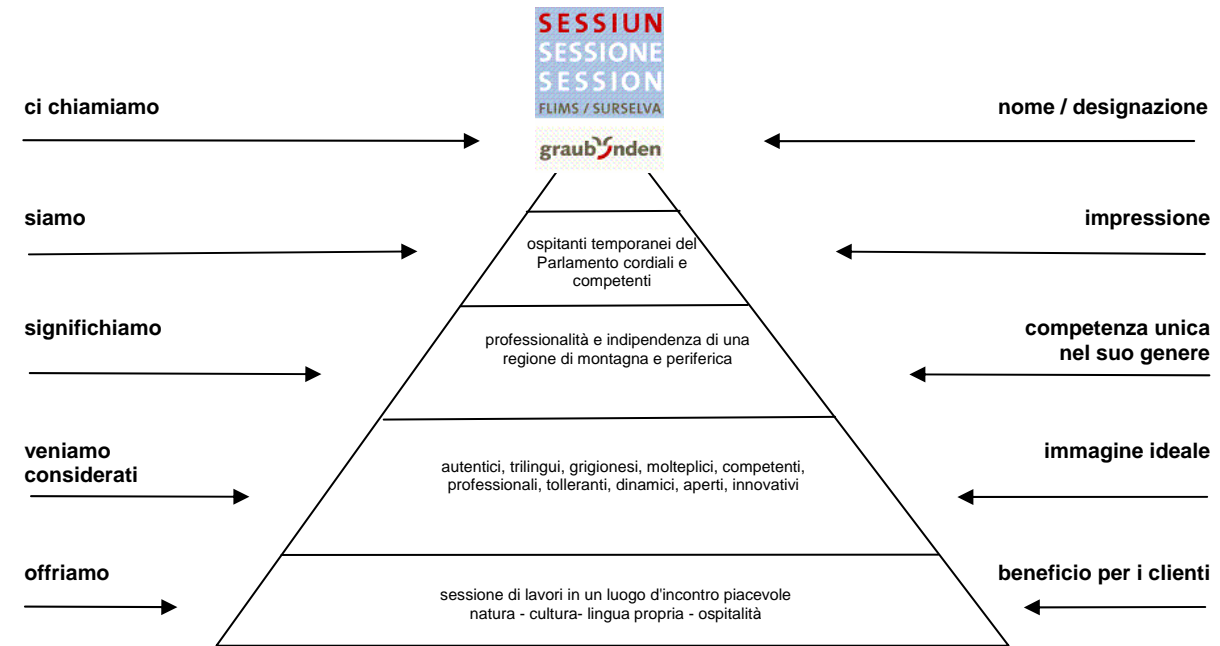 SESSIUN
SESSIONE
SESSION
FLIMS / SURSELVA
graubünden
ci chiamiamo
nome / designazione
siamo
ospitanti temporanei del
Parlamento cordiali e
competenti
impressione
significhiamo
professionalità e indipendenza di una
regione di montagna e periferica
competenza unica
nel suo genere
veniamo
considerati
autentici, trilingui, grigionesi, molteplici, competenti,
professionali, tolleranti, dinamici, aperti, innovativi
immagine ideale
offriamo
sessione di lavori in un luogo d'incontro piacevole
natura - cultura- lingua propria - ospitalità
beneficio per i clienti